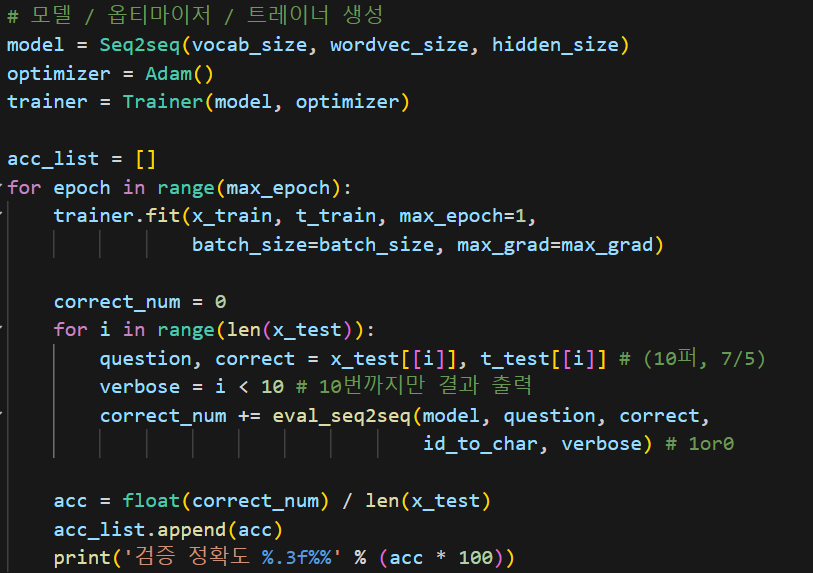 # 모델 / 옵티마이저 / 트레이너 생성
model = Seq2seq(vocab_size, wordvec_size, hidden_size)
optimizer = Adam()
trainer = Trainer(model, optimizer)

acc_list = []
for epoch in range(max_epoch):
    trainer.fit(x_train, t_train, max_epoch=1,
                batch_size=batch_size, max_grad=max_grad)

    correct_num = 0
    for i in range(len(x_test)):
        question, correct = x_test[[i]], t_test[[i]] # (10퍼, 7/5)
        verbose = i < 10 # 10번까지만 결과 출력
        correct_num += eval_seq2seq(model, question, correct,
                                    id_to_char, verbose) # 1or0

    acc = float(correct_num) / len(x_test)
    acc_list.append(acc)
    print('검증 정확도 %.3f%%' % (acc * 100))